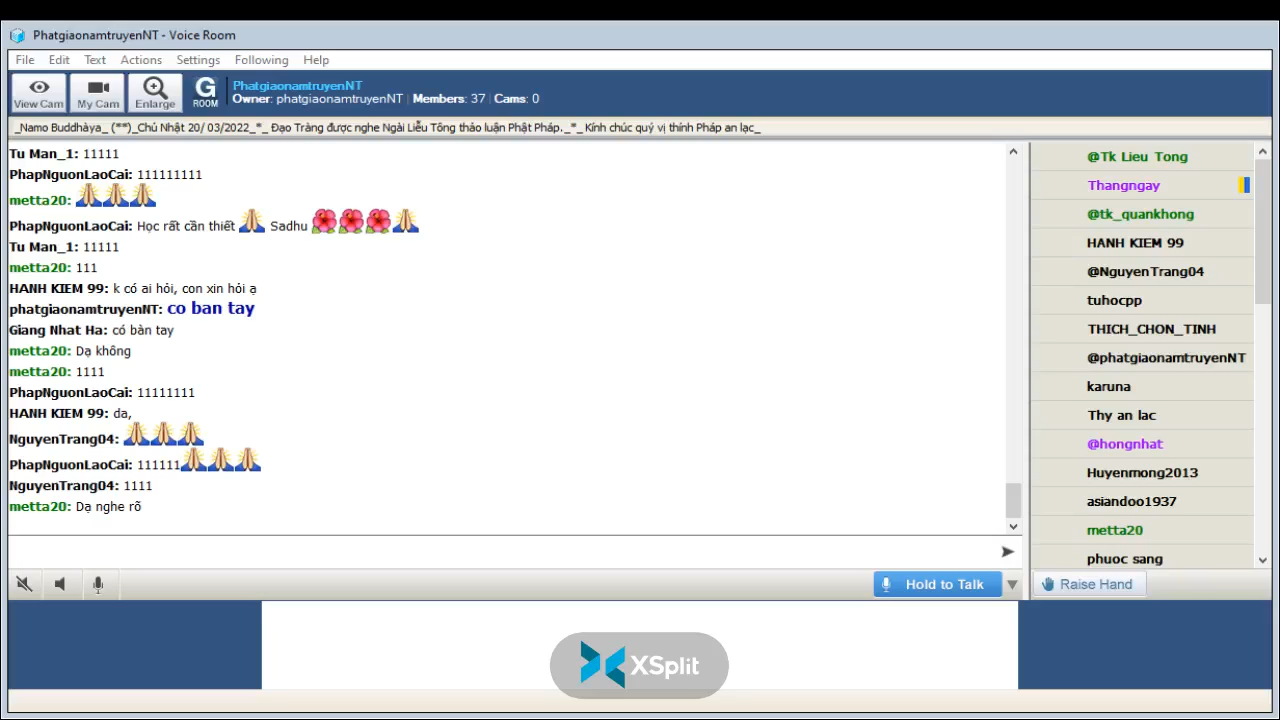 PhatgiaonamtruyenNT - Voice Room
File Edit Text Actions Settings Following Help
View Cam My Cam Enlarge G ROOM
PhatgiaonamtruyenNT
Owner: phatgiaonamtruyenNT | Members: 37 | Cams: 0
_Namo Buddhàya_ (**)_Chủ Nhật 20/ 03/2022_*_ Đạo Tràng được nghe Ngài Liễu Tông thảo luận Phật Pháp._*_ Kính chúc quý vị thính Pháp an lạc_
Tu Man_1: 11111
PhapNguonLaoCai: 111111111
metta20:
PhapNguonLaoCai: Học rất cần thiết Sadhu
Tu Man_1: 11111
metta20: 111
HANH KIEM 99: k có ai hỏi, con xin hỏi ạ
phatgiaonamtruyenNT: co ban tay
Giang Nhat Ha: có bàn tay
metta20: Dạ không
metta20: 1111
PhapNguonLaoCai: 11111111
HANH KIEM 99: da,
NguyenTrang04:
PhapNguonLaoCai: 111111
NguyenTrang04: 1111
metta20: Dạ nghe rõ
@Tk Lieu Tong
Thangngay
@tk_quankhong
HANH KIEM 99
@NguyenTrang04
tuhocpp
THICH_CHON_TINH
@phatgiaonamtruyenNT
karuna
Thy an lac
@hongnhat
Huyenmong2013
asiandoo1937
metta20
phuoc sang
Hold to Talk
Raise Hand
XSplit